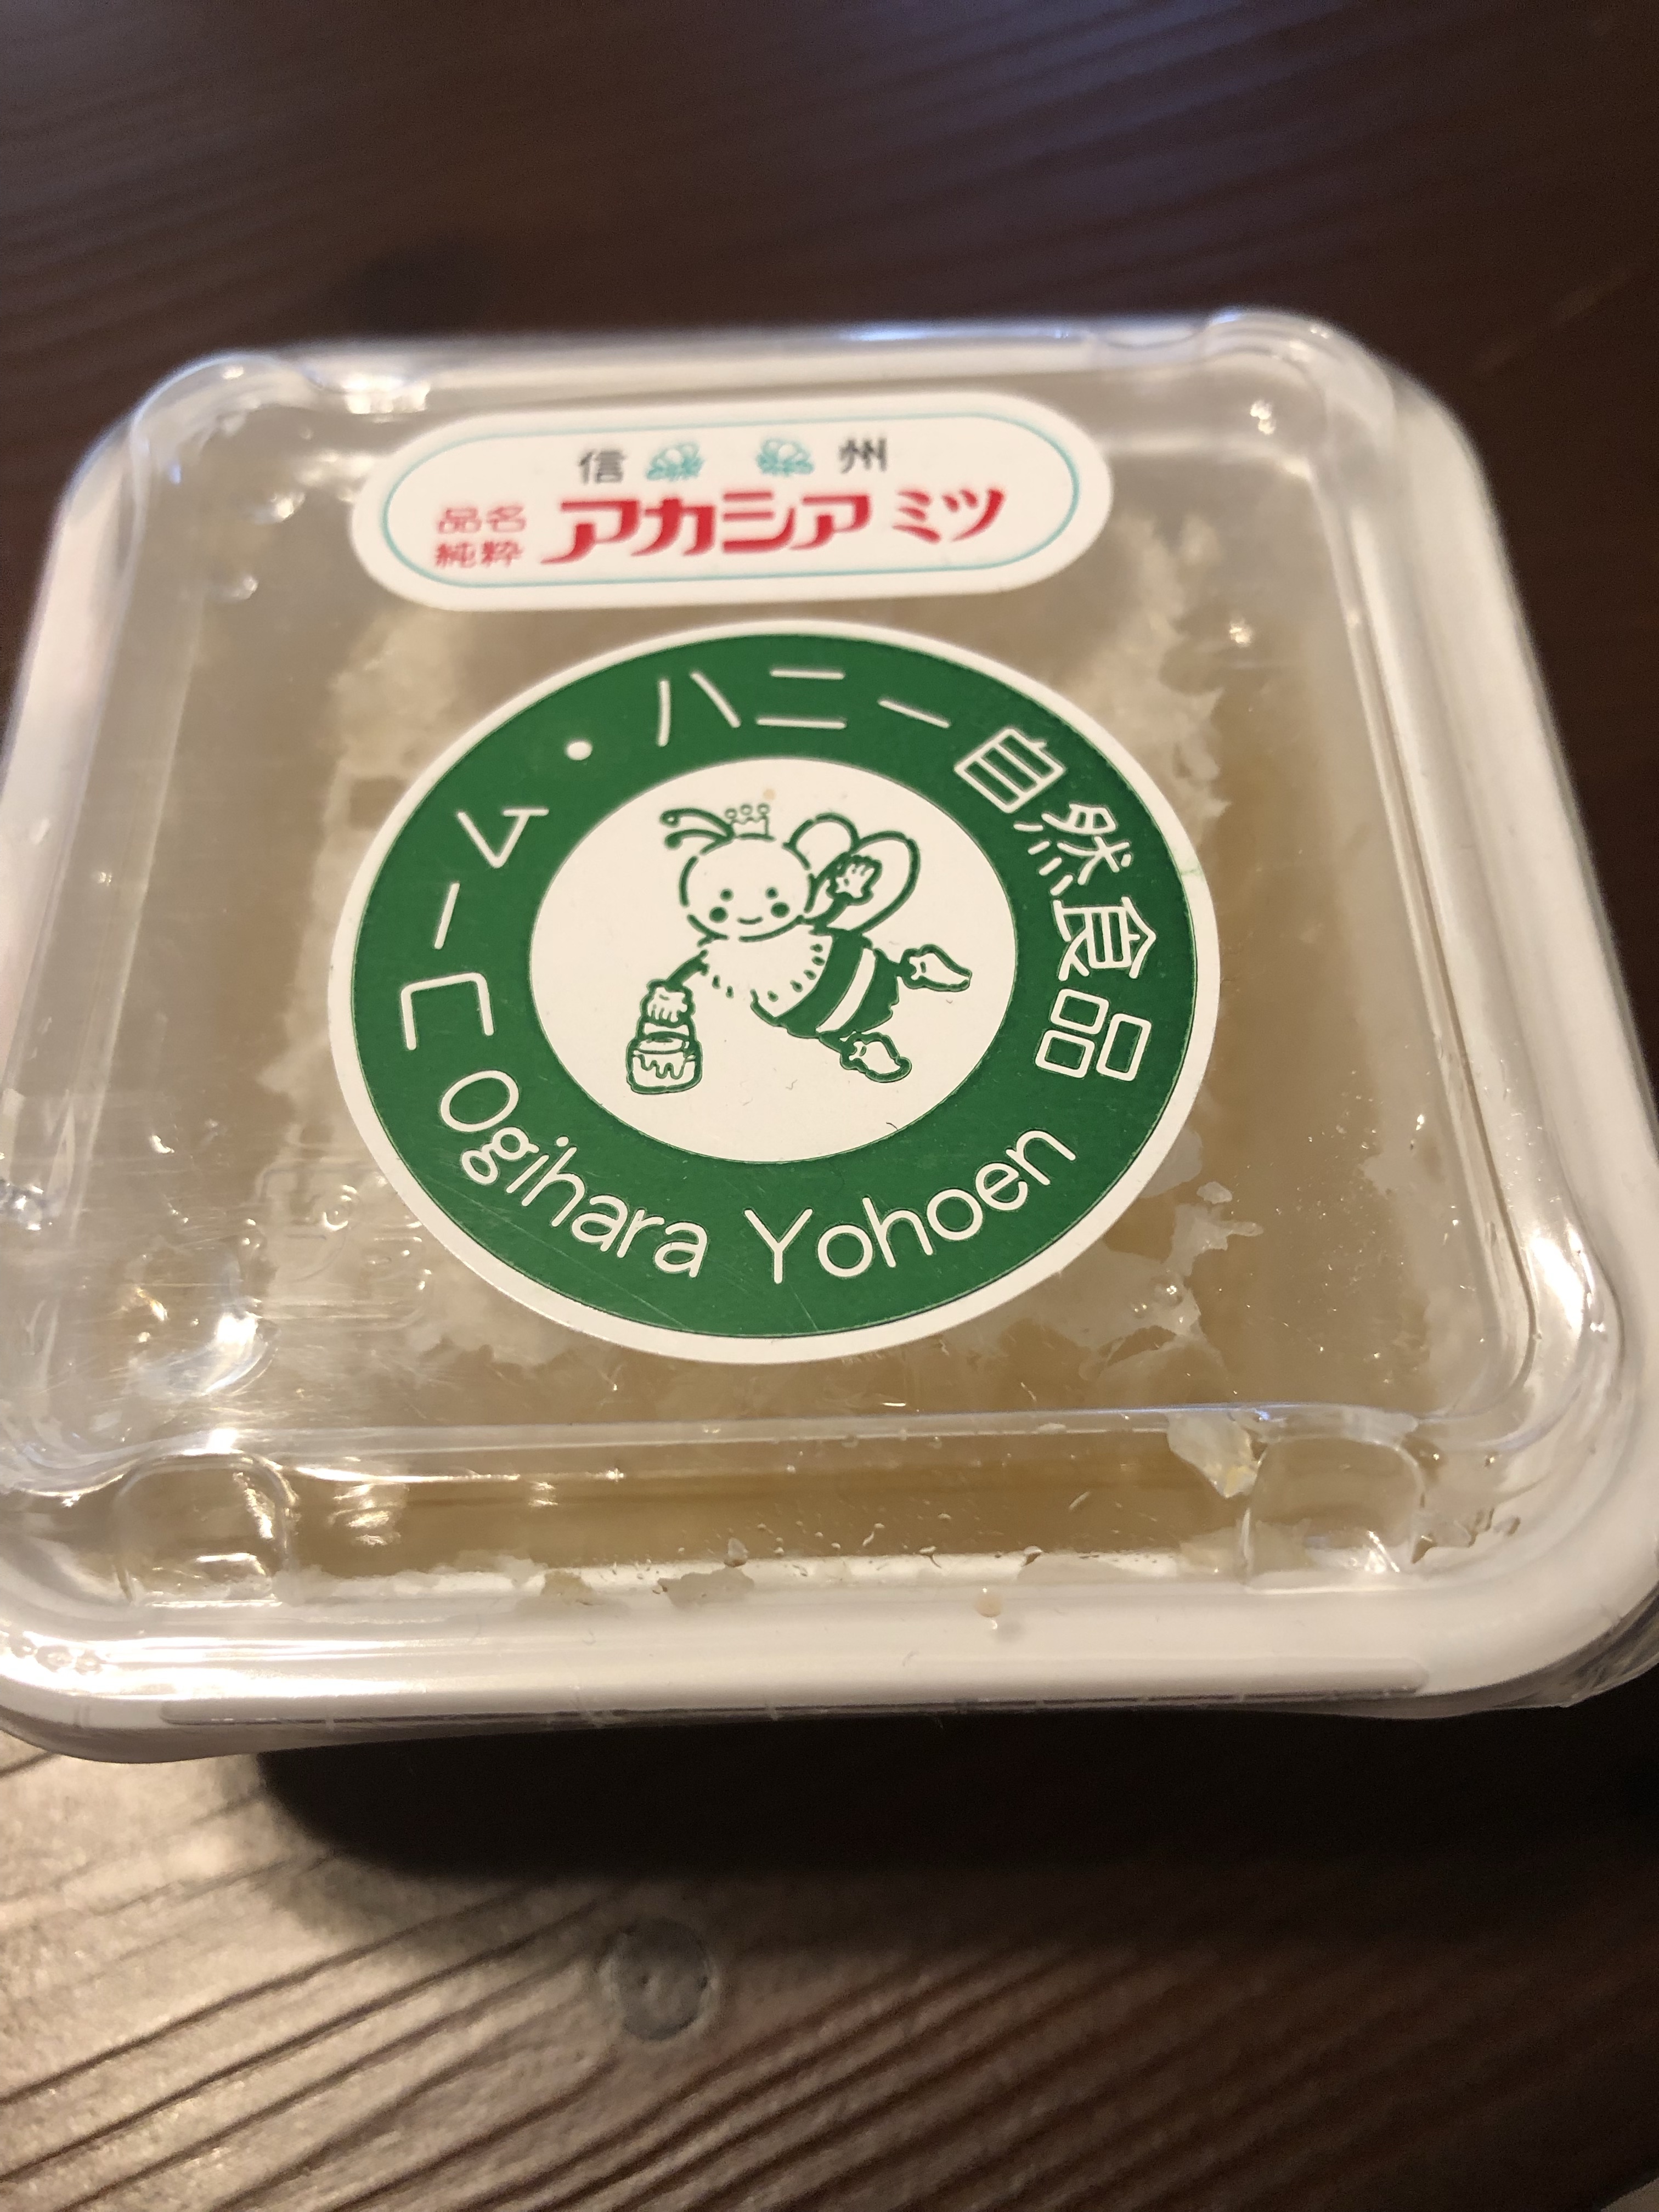 信 州
品名
純粋
アカシアミツ
コーム・ハニー自然食品
Ogihara Yohoen